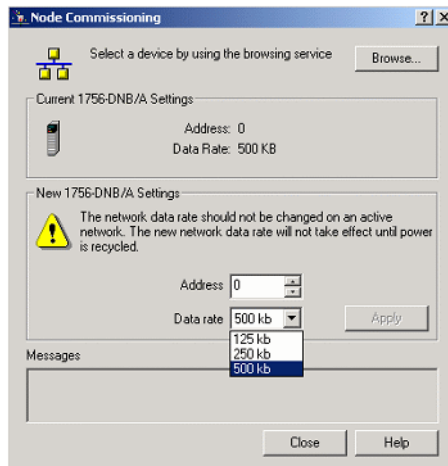 Node Commissioning
Select a device by using the browsing service
Browse...
Current 1756-DNB/A Settings
Address: 0
Data Rate: 500 KB
New 1756-DNB/A Settings
The network data rate should not be changed on an active
network. The new network data rate will not take effect until power
is recycled.
Address 0
Data rate 500 kb
Apply
125 kb
250 kb
500 kb
Messages
Close Help